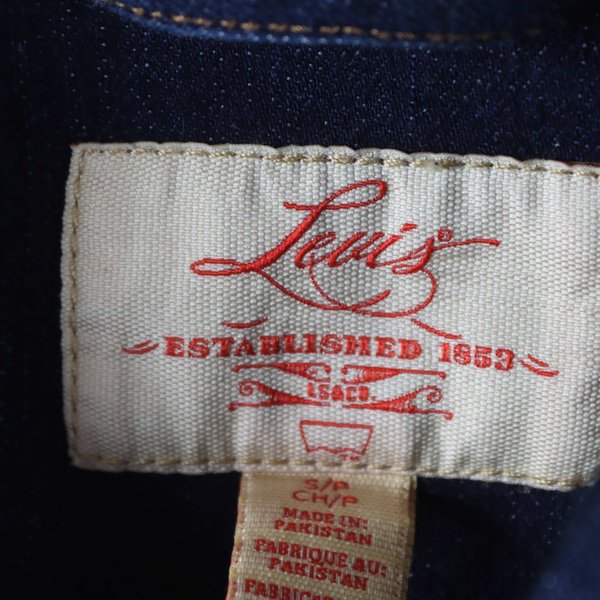 Levi's®
ESTABLISHED 1853
LS&CO.
S/P
CH/P
MADE IN:
PAKISTAN
FABRIQUE AU:
PAKISTAN